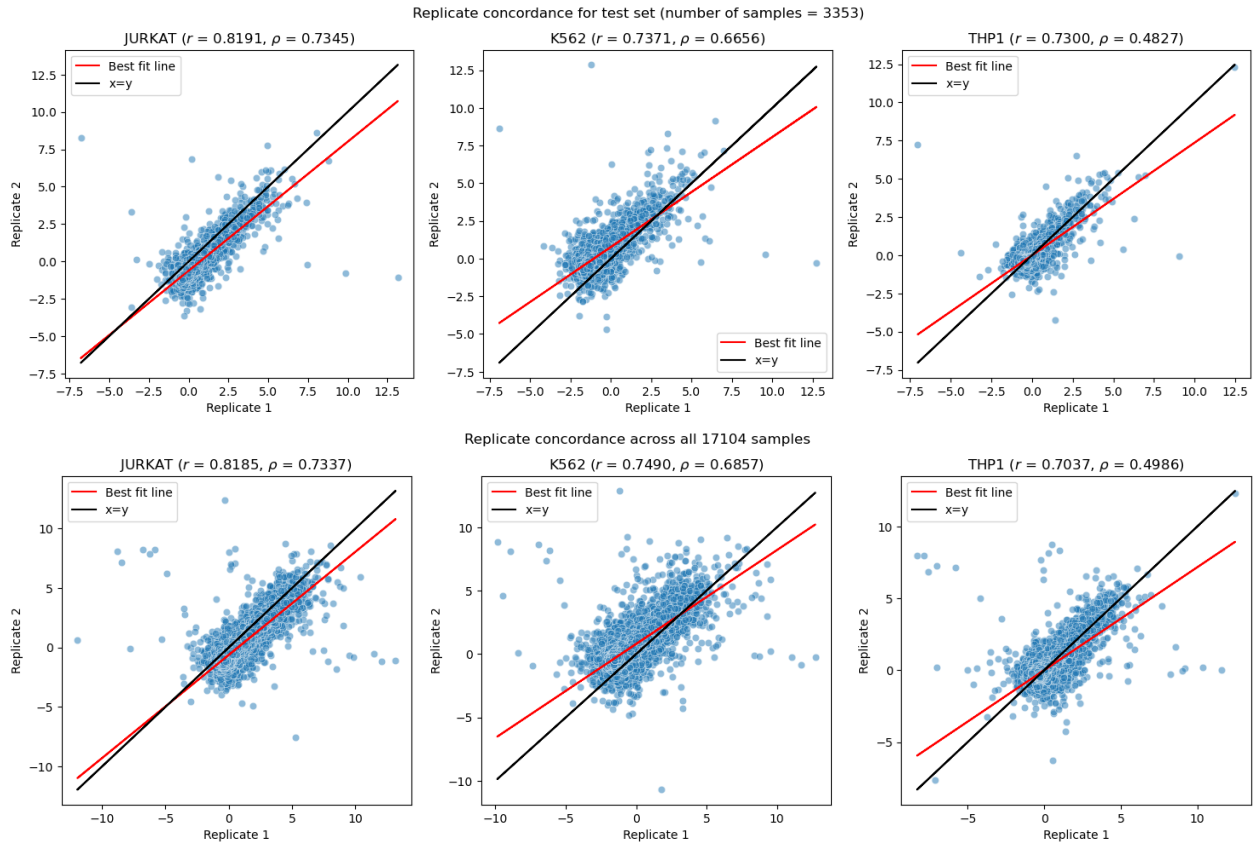 Replicate concordance for test set (number of samples = 3353)
JURKAT (r = 0.8191, ρ = 0.7345)
Best fit line
x=y
12.5
10.0
7.5
5.0
2.5
0.0
−2.5
−5.0
−7.5
Replicate 2
−7.5 −5.0 −2.5 0.0 2.5 5.0 7.5 10.0 12.5
Replicate 1
K562 (r = 0.7371, ρ = 0.6656)
12.5
10.0
7.5
5.0
2.5
0.0
−2.5
−5.0
−7.5
Replicate 2
Best fit line
x=y
−7.5 −5.0 −2.5 0.0 2.5 5.0 7.5 10.0 12.5
Replicate 1
THP1 (r = 0.7300, ρ = 0.4827)
Best fit line
x=y
12.5
10.0
7.5
5.0
2.5
0.0
−2.5
−5.0
−7.5
Replicate 2
−7.5 −5.0 −2.5 0.0 2.5 5.0 7.5 10.0 12.5
Replicate 1
Replicate concordance across all 17104 samples
JURKAT (r = 0.8185, ρ = 0.7337)
Best fit line
x=y
10
5
0
−5
−10
Replicate 2
−10 −5 0 5 10
Replicate 1
K562 (r = 0.7490, ρ = 0.6857)
Best fit line
x=y
10
5
0
−5
−10
Replicate 2
−10 −5 0 5 10
Replicate 1
THP1 (r = 0.7037, ρ = 0.4986)
Best fit line
x=y
10
5
0
−5
Replicate 2
−5 0 5 10
Replicate 1